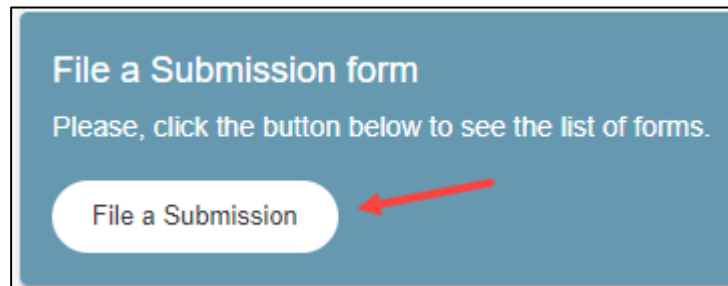 File a Submission form
Please, click the button below to see the list of forms.
File a Submission